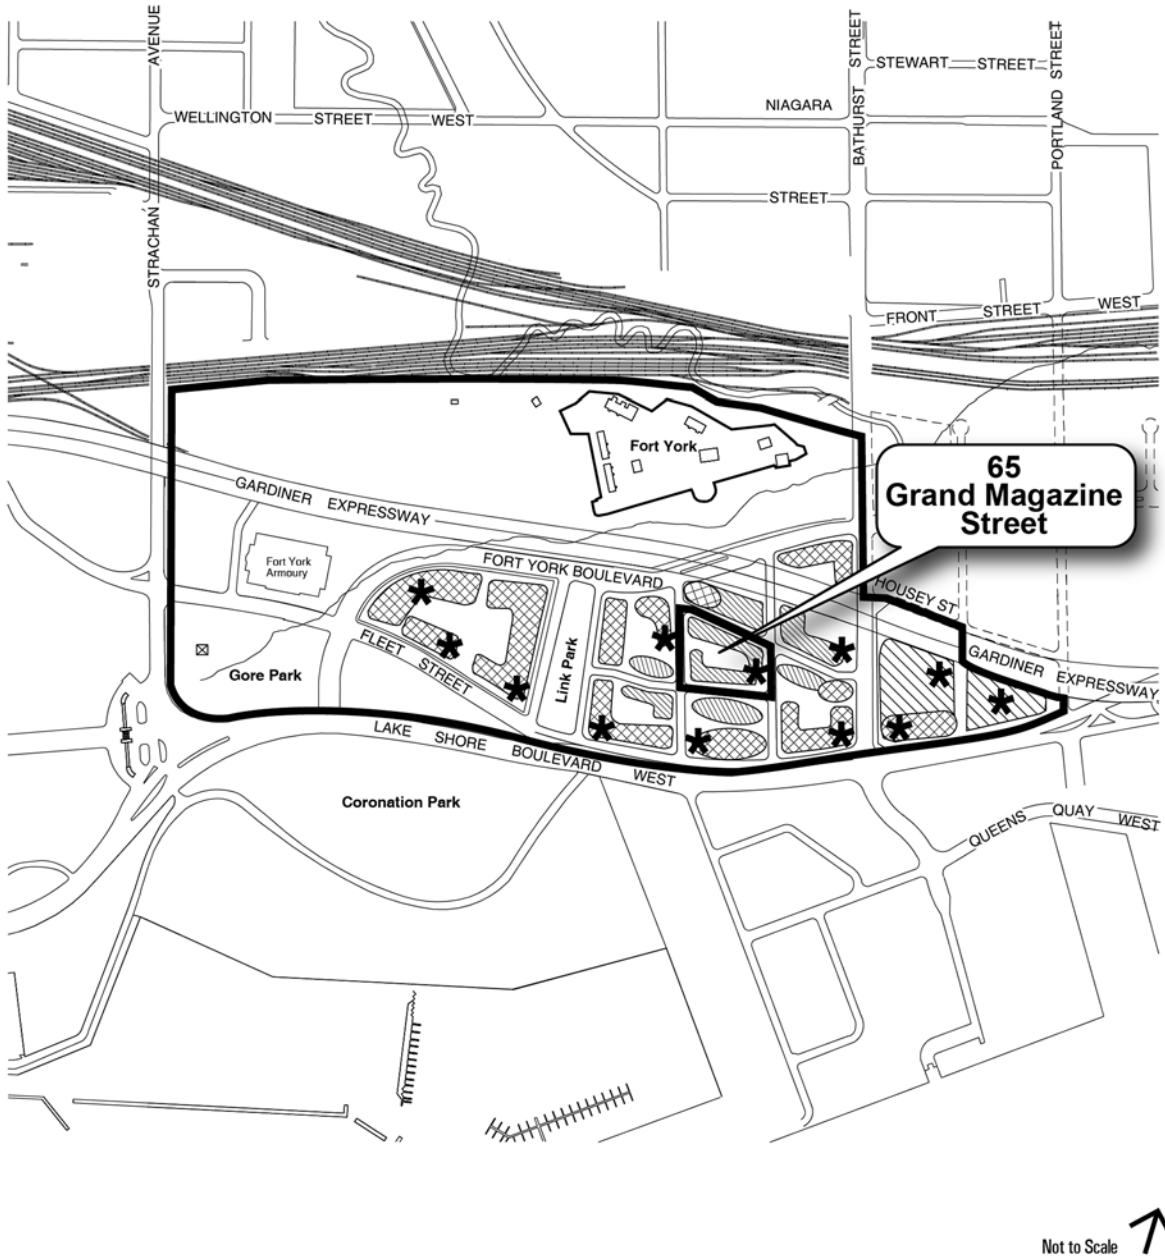 AVENUE
STRACHAN
WELLINGTON STREET WEST
NIAGARA
STREET
BATHURST STREET
STEWART STREET
PORTLAND STREET
FRONT STREET WEST
Fort York
65
Grand Magazine
Street
GARDINER EXPRESSWAY
Fort York
Armoury
FORT YORK BOULEVARD
HOUSEY ST
GARDINER EXPRESSWAY
FLEET STREET
Link Park
Gore Park
LAKE SHORE BOULEVARD WEST
Coronation Park
QUEENS QUAY WEST
Not to Scale